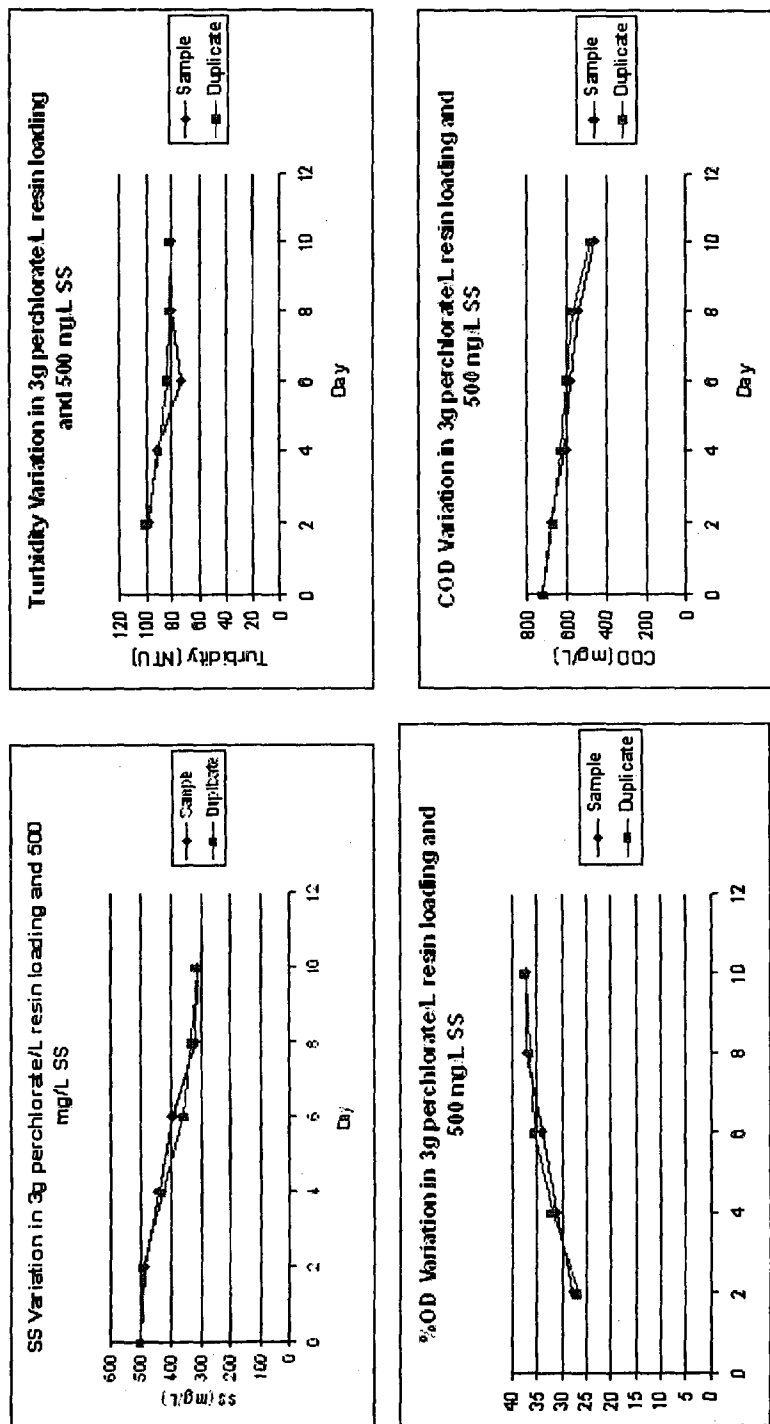 SS Variation in 3g perchlorate/L resin loading and 500
mg/L SS
600
500
400
300
200
100
0
SS (mg/L)
0
2
4
6
8
10
12
Day
Sample
Duplicate
Turbidity Variation in 3g perchlorate/L resin loading
and 500 mg/L SS
120
100
80
60
40
20
0
Turbidity (NTU)
0
2
4
6
8
10
12
Day
Sample
Duplicate
%OD Variation in 3g perchlorate/L resin loading and
500 mg/L SS
40
35
30
25
20
15
10
5
0
0
2
4
6
8
10
12
Sample
Duplicate
COD Variation in 3g perchlorate/L resin loading and
500 mg/L SS
800
600
400
200
0
COD (mg/L)
0
2
4
6
8
10
12
Day
Sample
Duplicate